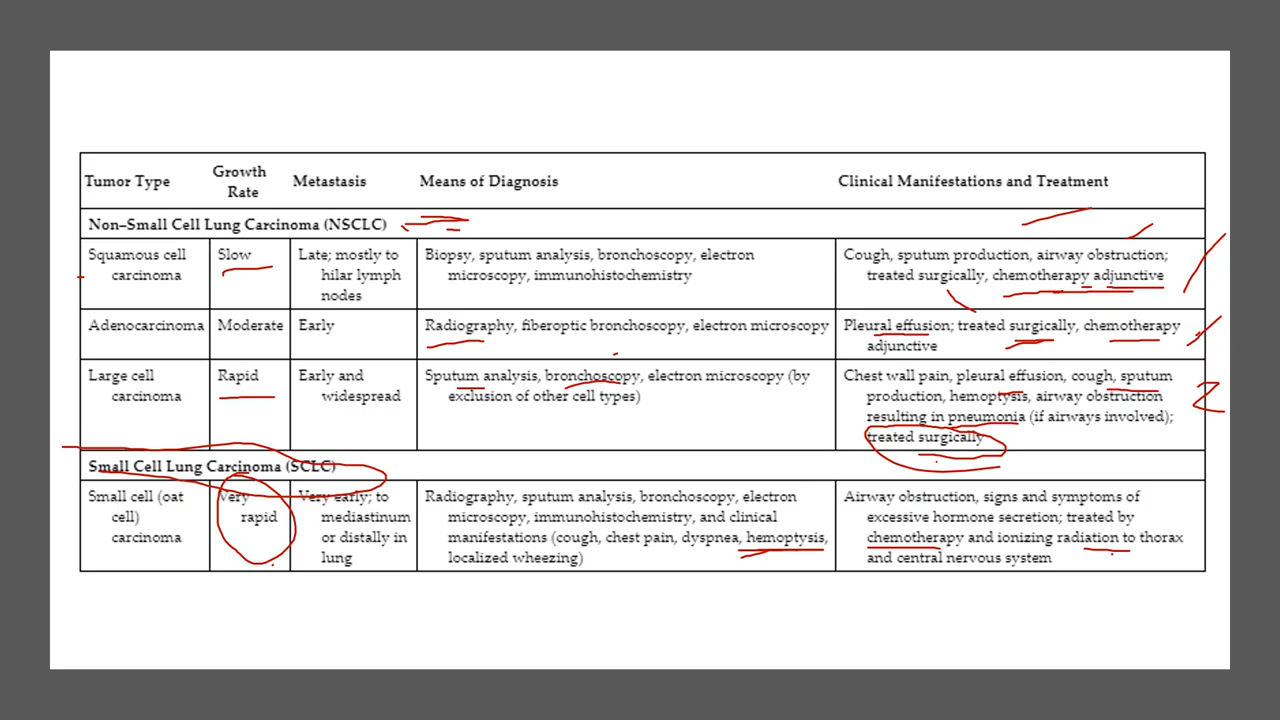 Tumor Type Growth Rate Metastasis Means of Diagnosis Clinical Manifestations and Treatment
Non–Small Cell Lung Carcinoma (NSCLC)
Squamous cell carcinoma
Slow
Late; mostly to
hilar lymph
nodes
Biopsy, sputum analysis, bronchoscopy, electron
microscopy, immunohistochemistry
Cough, sputum production, airway obstruction;
treated surgically, chemotherapy adjunctive
Adenocarcinoma
Moderate
Early
Radiography, fiberoptic bronchoscopy, electron microscopy
Pleural effusion; treated surgically, chemotherapy
adjunctive
Large cell
carcinoma
Rapid
Early and
widespread
Sputum analysis, bronchoscopy, electron microscopy (by
exclusion of other cell types)
Chest wall pain, pleural effusion, cough, sputum
production, hemoptysis, airway obstruction
resulting in pneumonia (if airways involved);
treated surgically
Small Cell Lung Carcinoma (SCLC)
Small cell (oat
cell)
carcinoma
Very
rapid
Very early; to
mediastinum
or distally in
lung
Radiography, sputum analysis, bronchoscopy, electron
microscopy, immunohistochemistry, and clinical
manifestations (cough, chest pain, dyspnea, hemoptysis,
localized wheezing)
Airway obstruction, signs and symptoms of
excessive hormone secretion; treated by
chemotherapy and ionizing radiation to thorax
and central nervous system